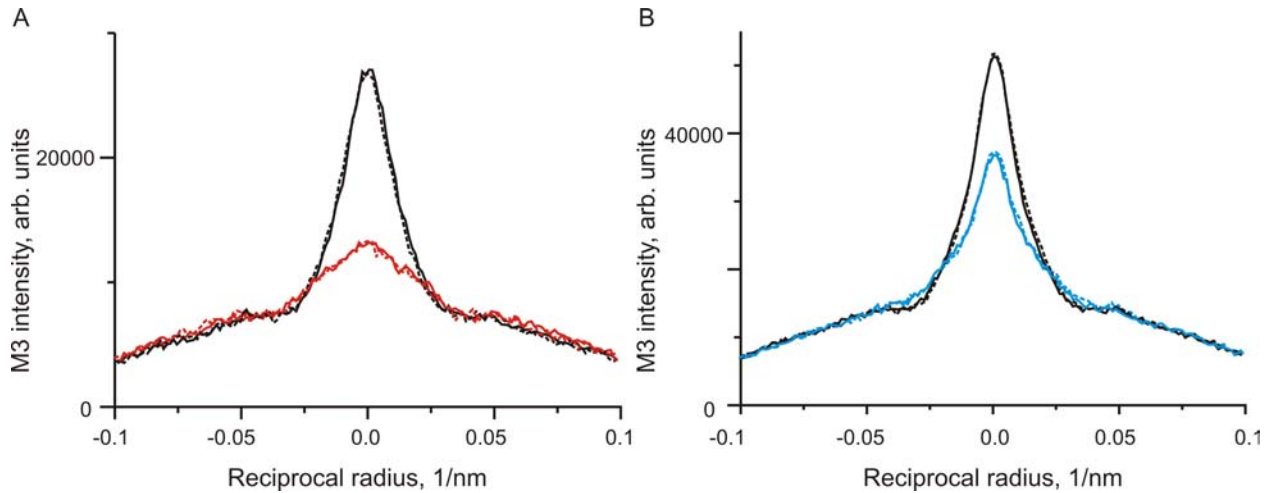 A
M3 intensity, arb. units
20000
0
-0.1
-0.05
0.0
0.05
0.1
Reciprocal radius, 1/nm
B
M3 intensity, arb. units
40000
0
-0.1
-0.05
0.0
0.05
0.1
Reciprocal radius, 1/nm